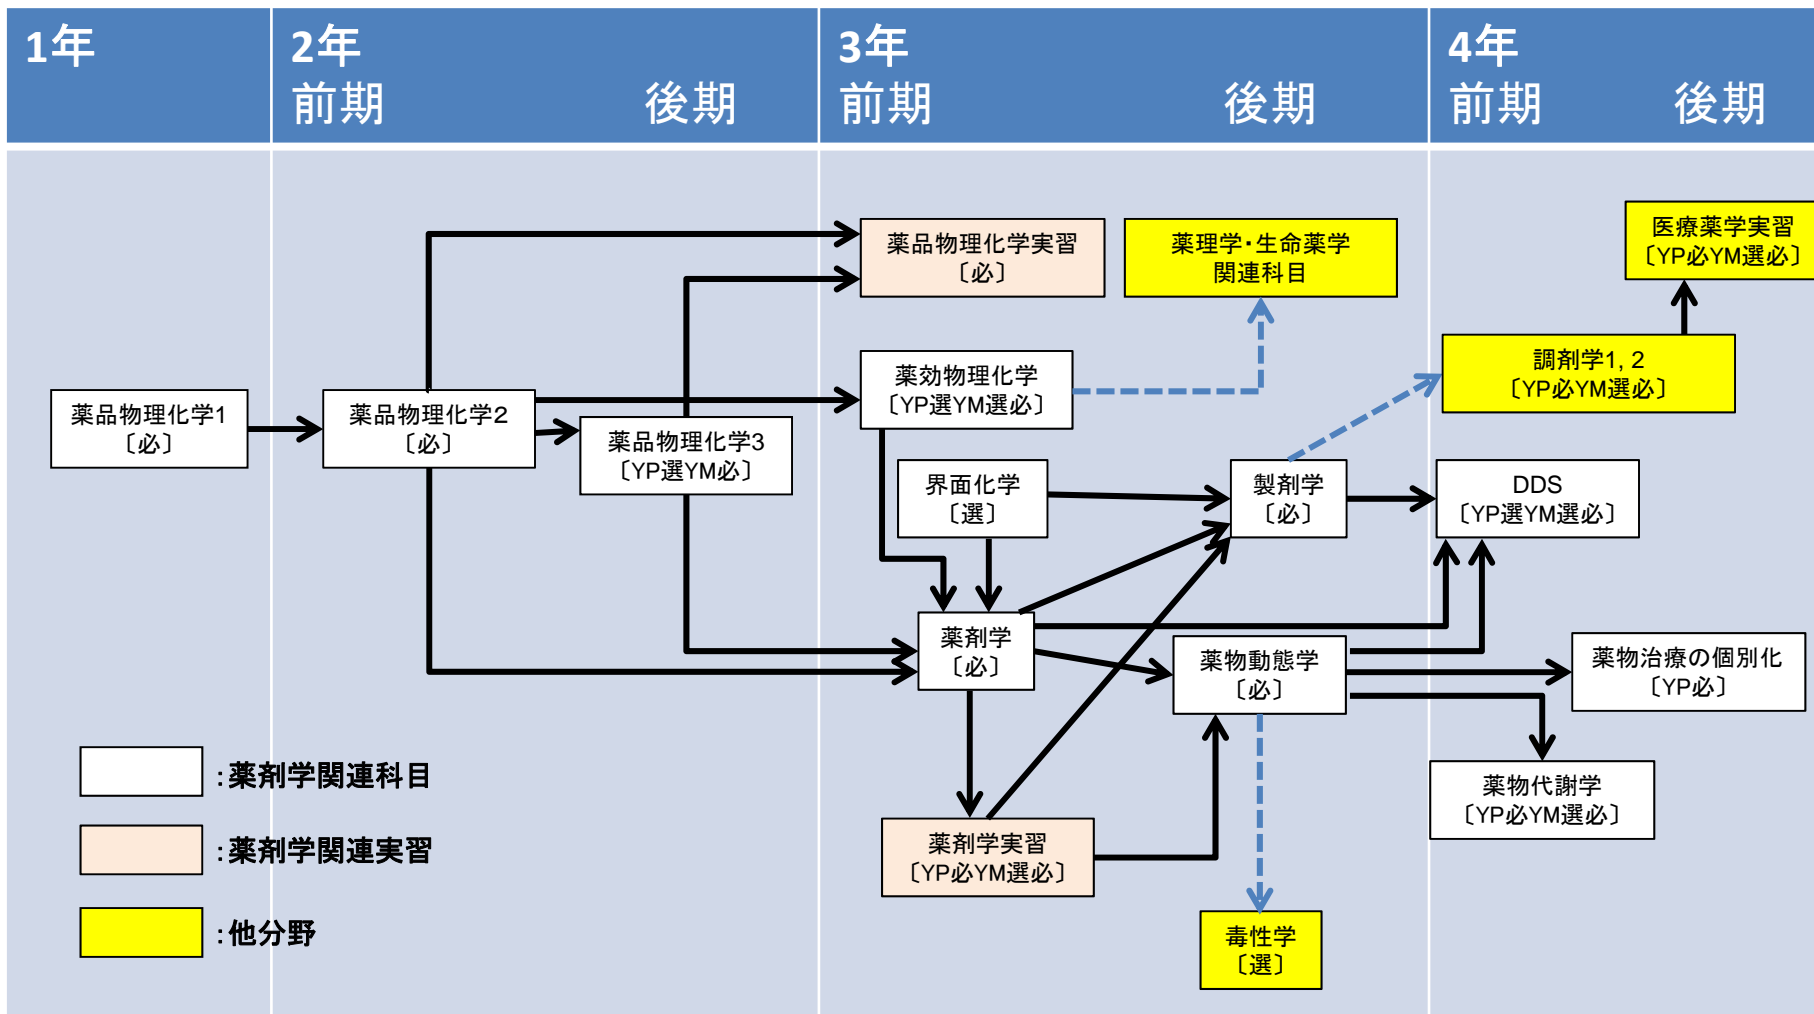 1年
2年
前期 後期
3年
前期 後期
4年
前期 後期
薬品物理化学1
〔必〕
薬品物理化学2
〔必〕
薬品物理化学3
〔YP選YM必〕
薬品物理化学実習
〔必〕
薬理学・生命薬学
関連科目
医療薬学実習
〔YP必YM選必〕
薬効物理化学
〔YP選YM選必〕
調剤学1, 2
〔YP必YM選必〕
界面化学
〔選〕
製剤学
〔必〕
DDS
〔YP選YM選必〕
薬剤学
〔必〕
薬物動態学
〔必〕
薬物治療の個別化
〔YP必〕
薬物代謝学
〔YP必YM選必〕
薬剤学実習
〔YP必YM選必〕
毒性学
〔選〕
：薬剤学関連科目
：薬剤学関連実習
：他分野